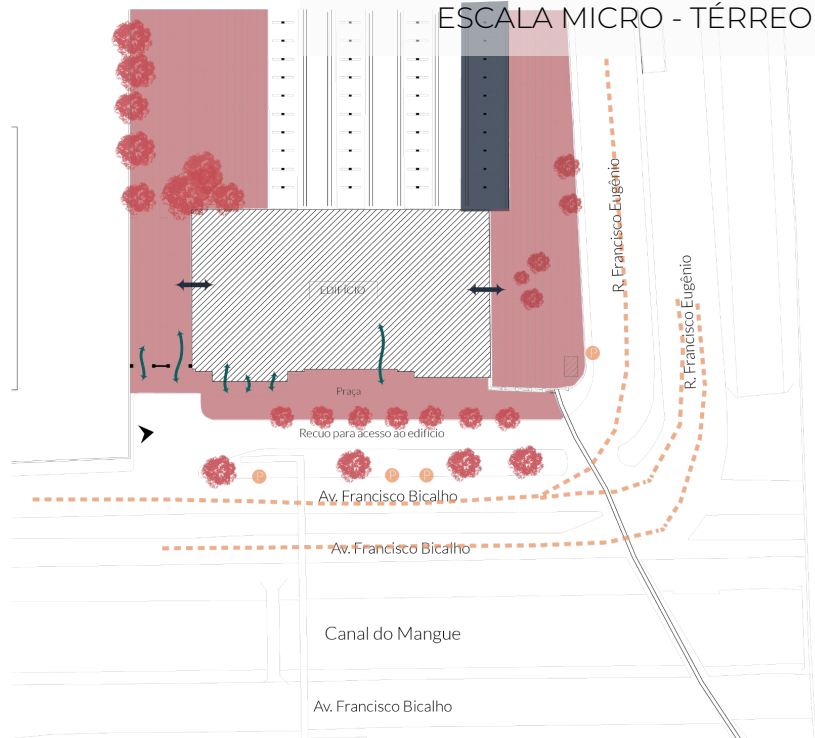 ESCALA MICRO - TÉRREO
R. Francisco Eugênio
R. Francisco Eugênio
EDIFÍCIO
P
Praça
Recuo para acesso ao edifício
P
P
P
Av. Francisco Bicalho
Av. Francisco Bicalho
Canal do Mangue
Av. Francisco Bicalho